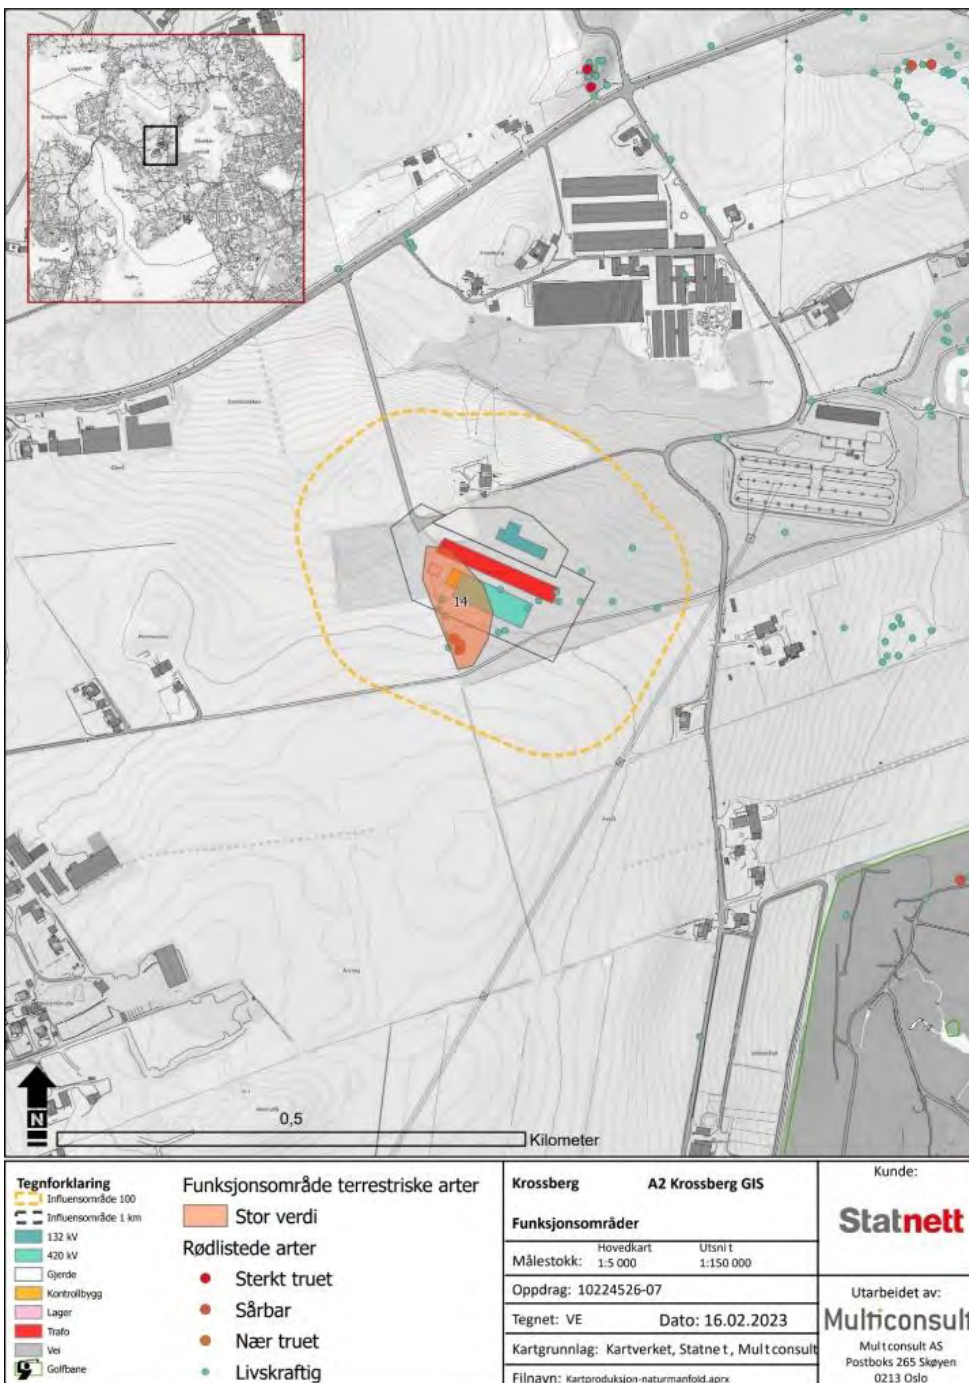 14
N
0,5
Kilometer
Tegnforklaring
Influensområde 100
Influensområde 1 km
132 kV
420 kV
Gjerde
Kontrollbygg
Lager
Trafo
Vei
Golfbane
Funksjonsområde terrestriske arter
Stor verdi
Rødlistede arter
Sterkt truet
Sårbar
Nær truet
Livskraftig
Krossberg A2 Krossberg GIS
Funksjonsområder
Hovedkart Utsnit
Målestokk: 1:5 000 1:150 000
Oppdrag: 10224526-07
Tegnet: VE Dato: 16.02.2023
Kartgrunnlag: Kartverket, Statnet, Multconsult
Filnavn: Kartproduksjon-naturmanfold.aprx
Kunde:
Statnett
Utarbeidet av:
Multiconsult
Multconsult AS
Postboks 265 Skøyen
0213 Oslo